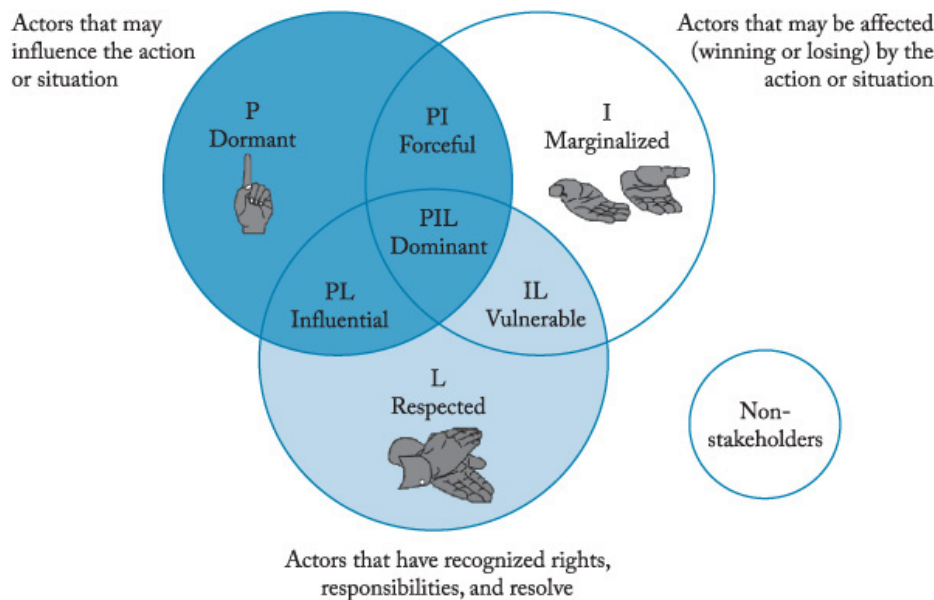 Actors that may
influence the action
or situation
Actors that may be affected
(winning or losing) by the
action or situation
P
Dormant
PI
Forceful
I
Marginalized
PIL
Dominant
PL
Influential
IL
Vulnerable
L
Respected
Non-
stakeholders
Actors that have recognized rights,
responsibilities, and resolve